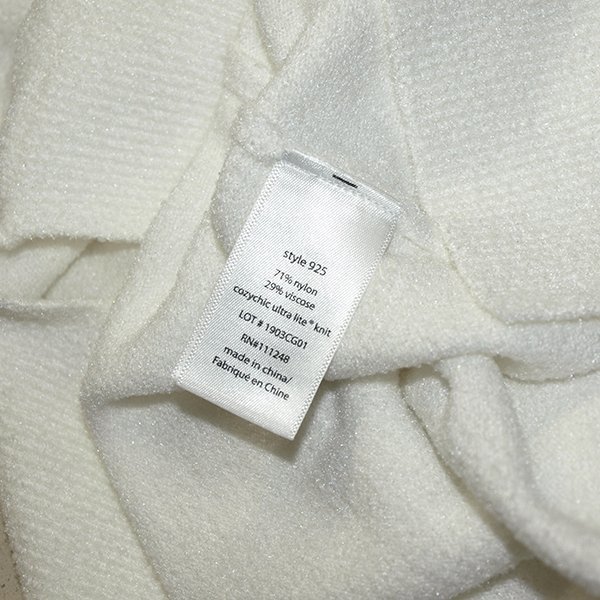 style 925
71% nylon
29% viscose
cozychic ultra lite® knit
LOT # 1903CG01
RN#111248
made in china/
Fabriqué en Chine